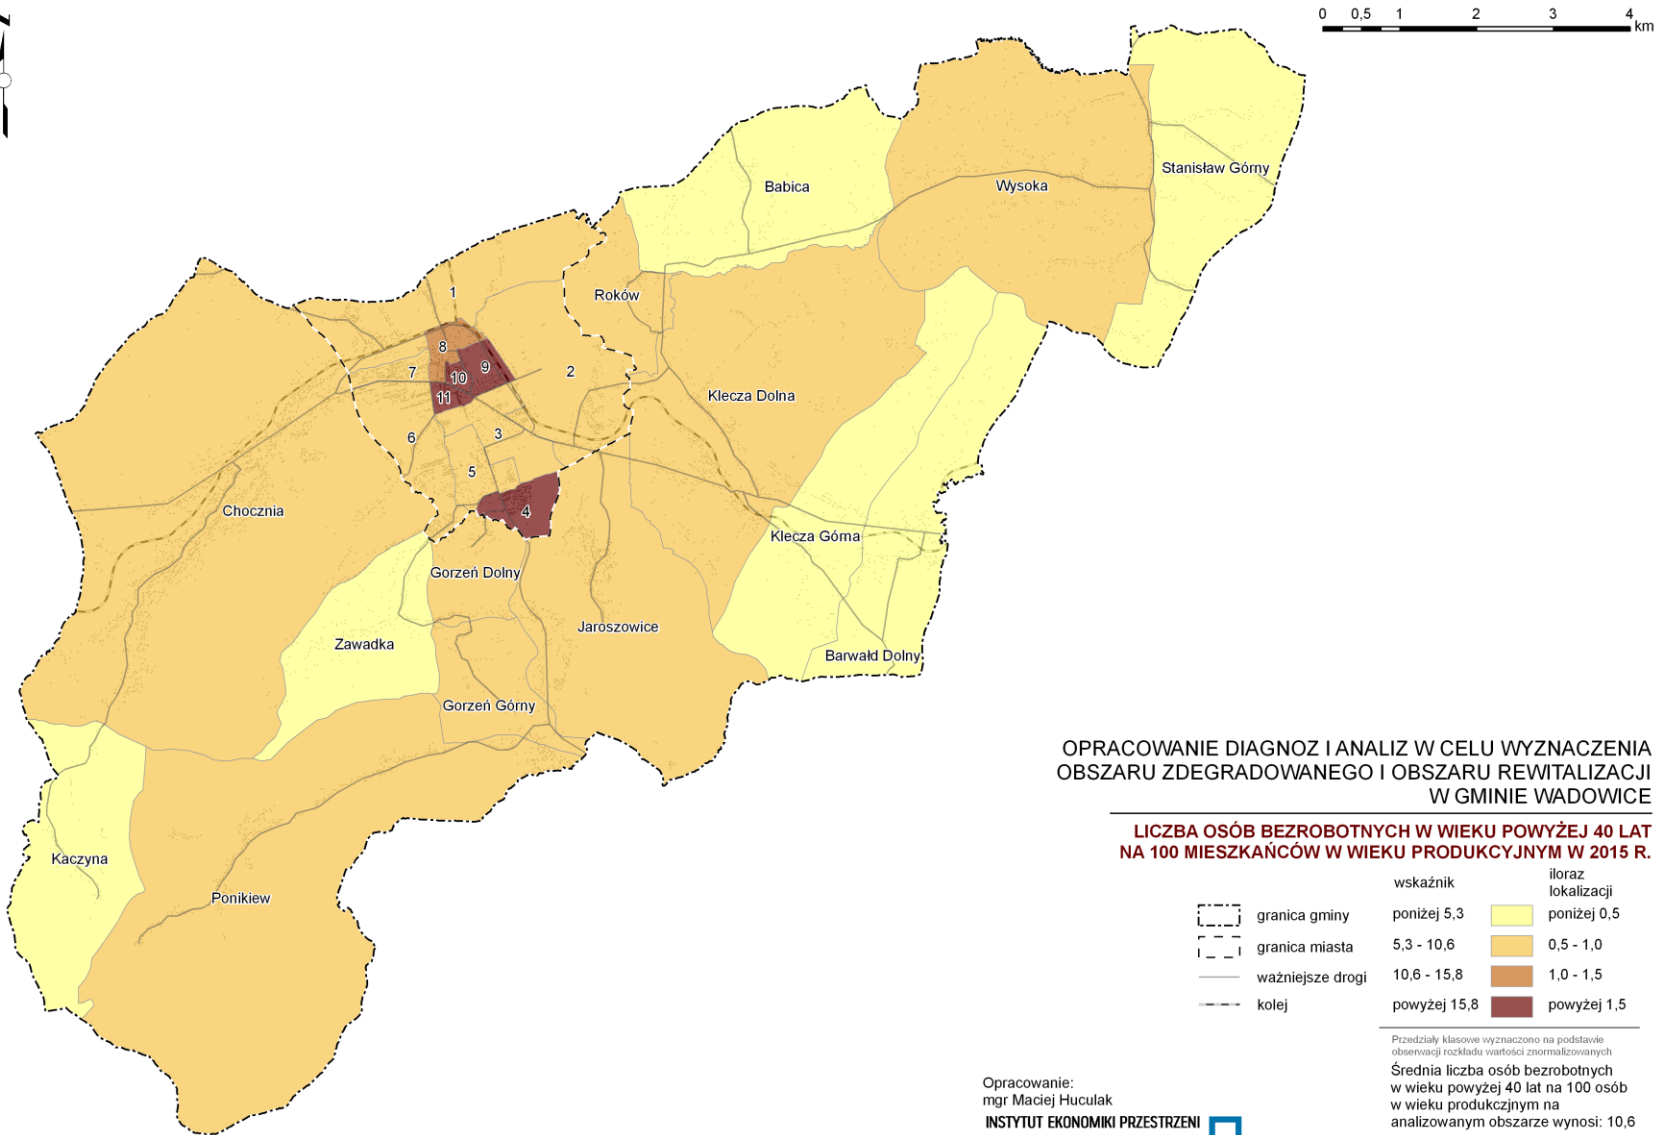 0 0,5 1 2 3 4
km
Stanisław Górny
Babica
Wysoka
1
Roków
8
7
9
2
10
11
Klecza Dolna
6
3
5
Chocznia
4
Klecza Górna
Gorzeń Dolny
Jaroszowice
Zawadka
Barwałd Dolny
Gorzeń Górny
Kaczyna
Ponikiew
OPRACOWANIE DIAGNOZ I ANALIZ W CELU WYZNACZENIA
OBSZARU ZDEGRADOWANEGO I OBSZARU REWITALIZACJI
W GMINIE WADOWICE
LICZBA OSÓB BEZROBOTNYCH W WIEKU POWYŻEJ 40 LAT
NA 100 MIESZKAŃCÓW W WIEKU PRODUKCYJNYM W 2015 R.
wskaźnik
iloraz
lokalizacji
granica gminy poniżej 5,3 poniżej 0,5
granica miasta 5,3 - 10,6 0,5 - 1,0
ważniejsze drogi 10,6 - 15,8 1,0 - 1,5
kolej powyżej 15,8 powyżej 1,5
Przedziały klasowe wyznaczono na podstawie
obserwacji rozkładu wartości znormalizowanych
Średnia liczba osób bezrobotnych
w wieku powyżej 40 lat na 100 osób
w wieku produkczjnym na
analizowanym obszarze wynosi: 10,6
Opracowanie:
mgr Maciej Huculak
INSTYTUT EKONOMIKI PRZESTRZENI